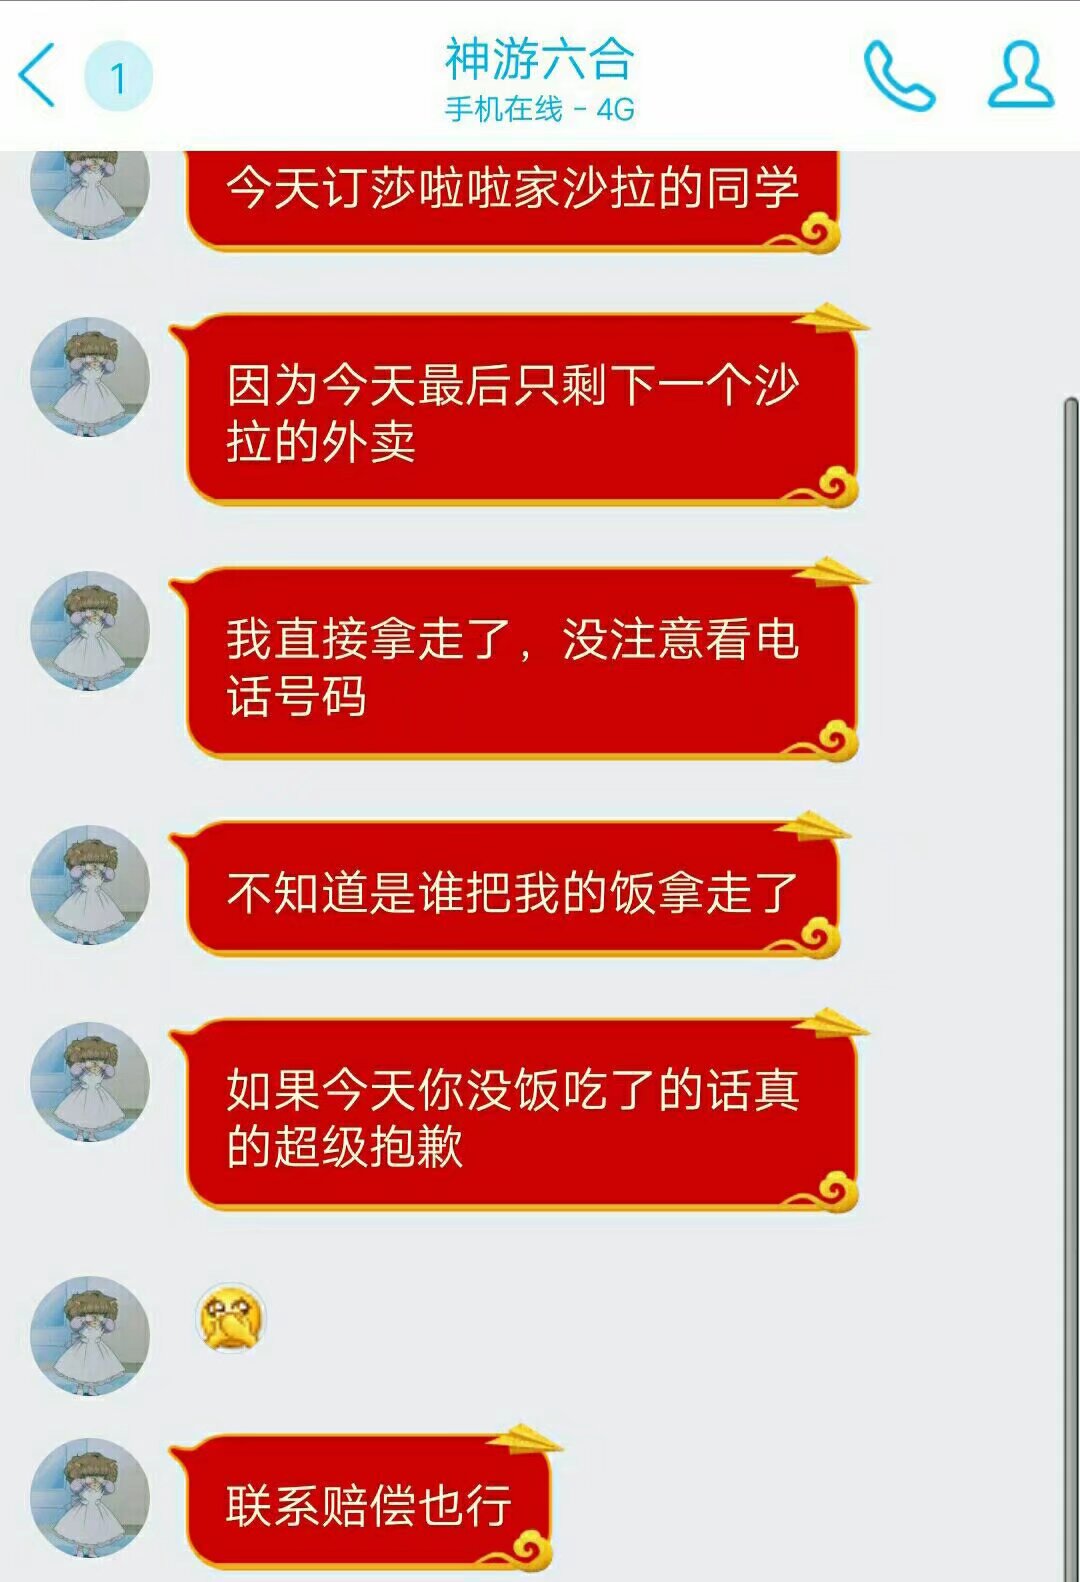 1
神游六合
手机在线 - 4G
今天订莎啦啦家沙拉的同学
因为今天最后只剩下一个沙
拉的外卖
我直接拿走了，没注意看电
话号码
不知道是谁把我的饭拿走了
如果今天你没饭吃了的话真
的超级抱歉
联系赔偿也行